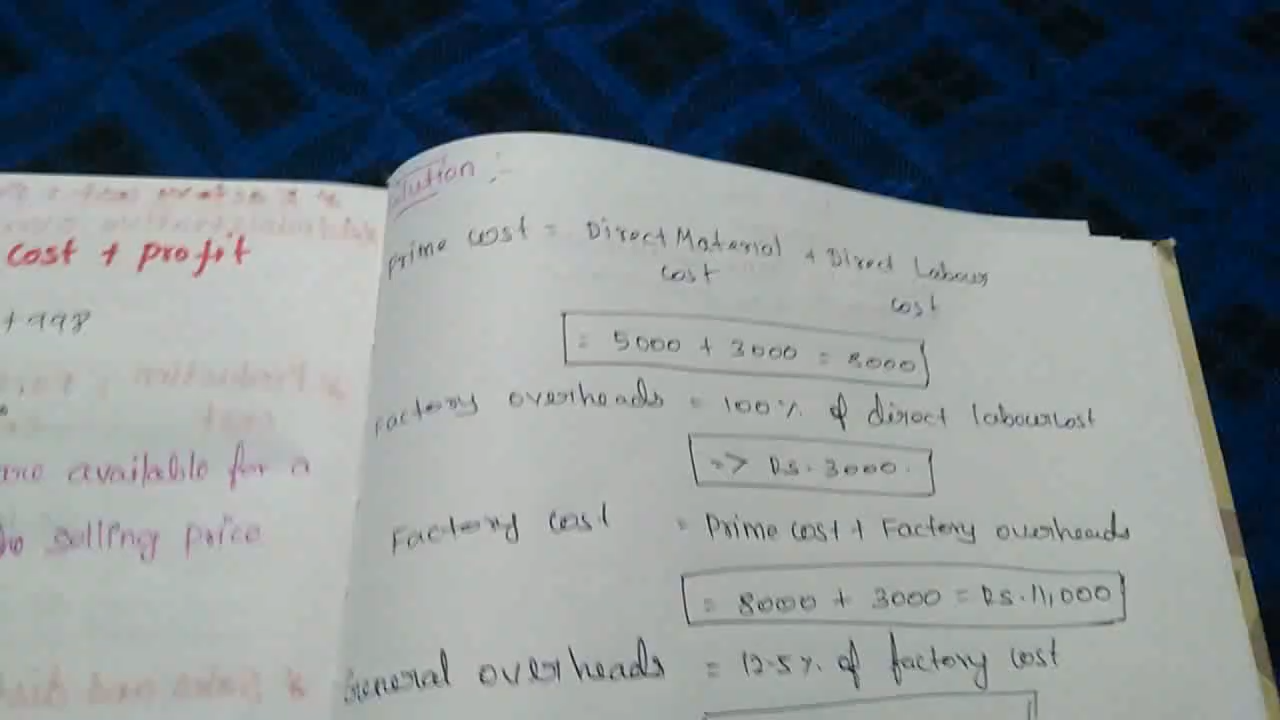 cost + profit
+ 998
are available for a
selling price
Solution :-
Prime cost = Direct Material + Direct Labour
cost
cost
= 5000 + 3000 = 8000
Factory overheads = 100% of direct labour cost
=> Rs. 3000.
Factory cost = Prime cost + Factory overheads
= 8000 + 3000 = Rs. 11,000
General overheads = 12.5% of factory cost